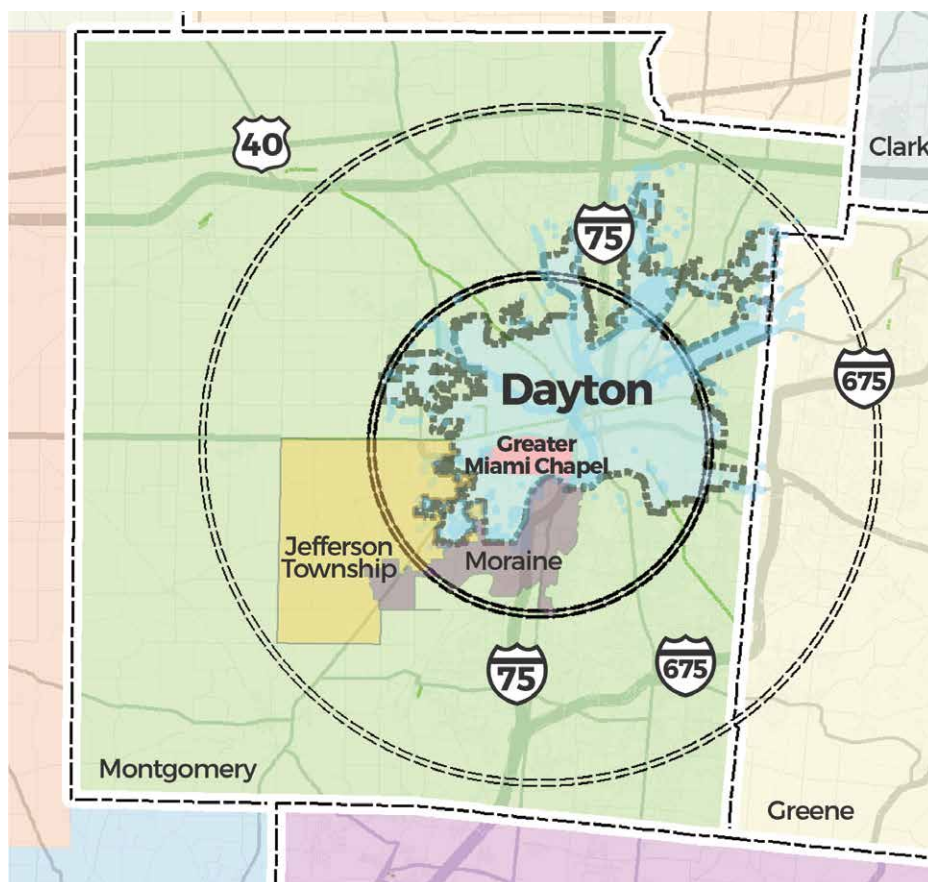 40
Clark
75
675
Dayton
Greater
Miami Chapel
Jefferson
Township
Moraine
75
675
Montgomery
Greene